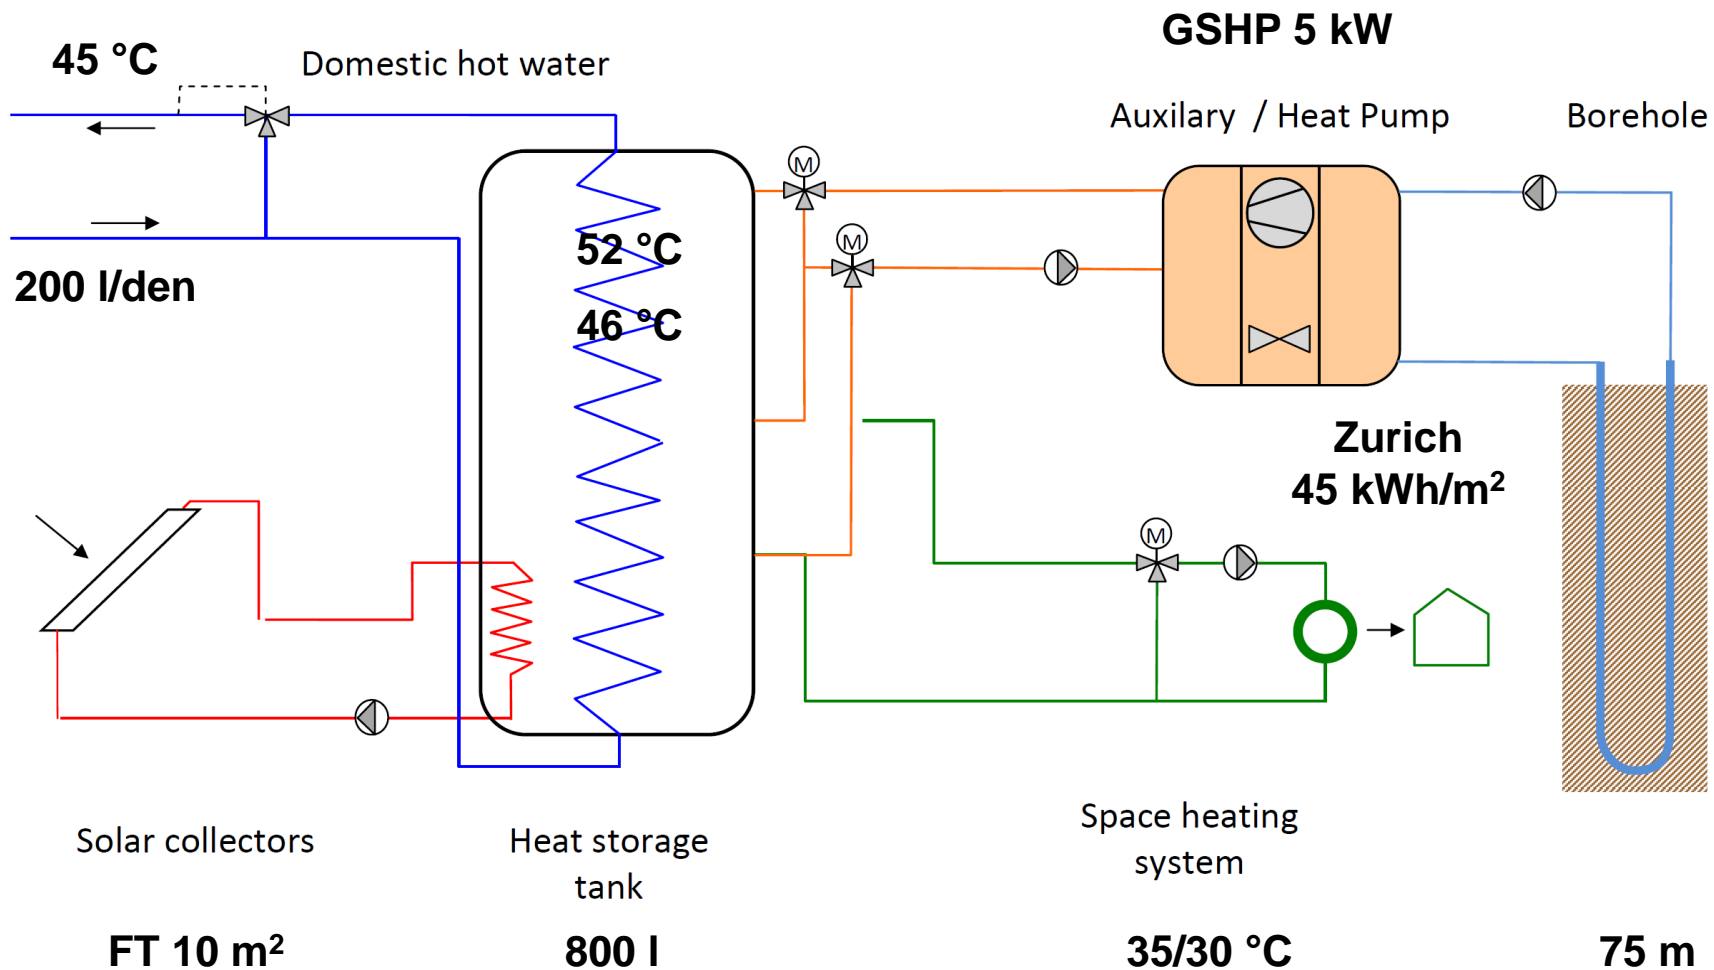 GSHP 5 kW
45 °C
Domestic hot water
Auxilary / Heat Pump
Borehole
M
M
52 °C
46 °C
200 l/den
Zurich
45 kWh/m²
M
Solar collectors
Heat storage
tank
Space heating
system
FT 10 m²
800 l
35/30 °C
75 m